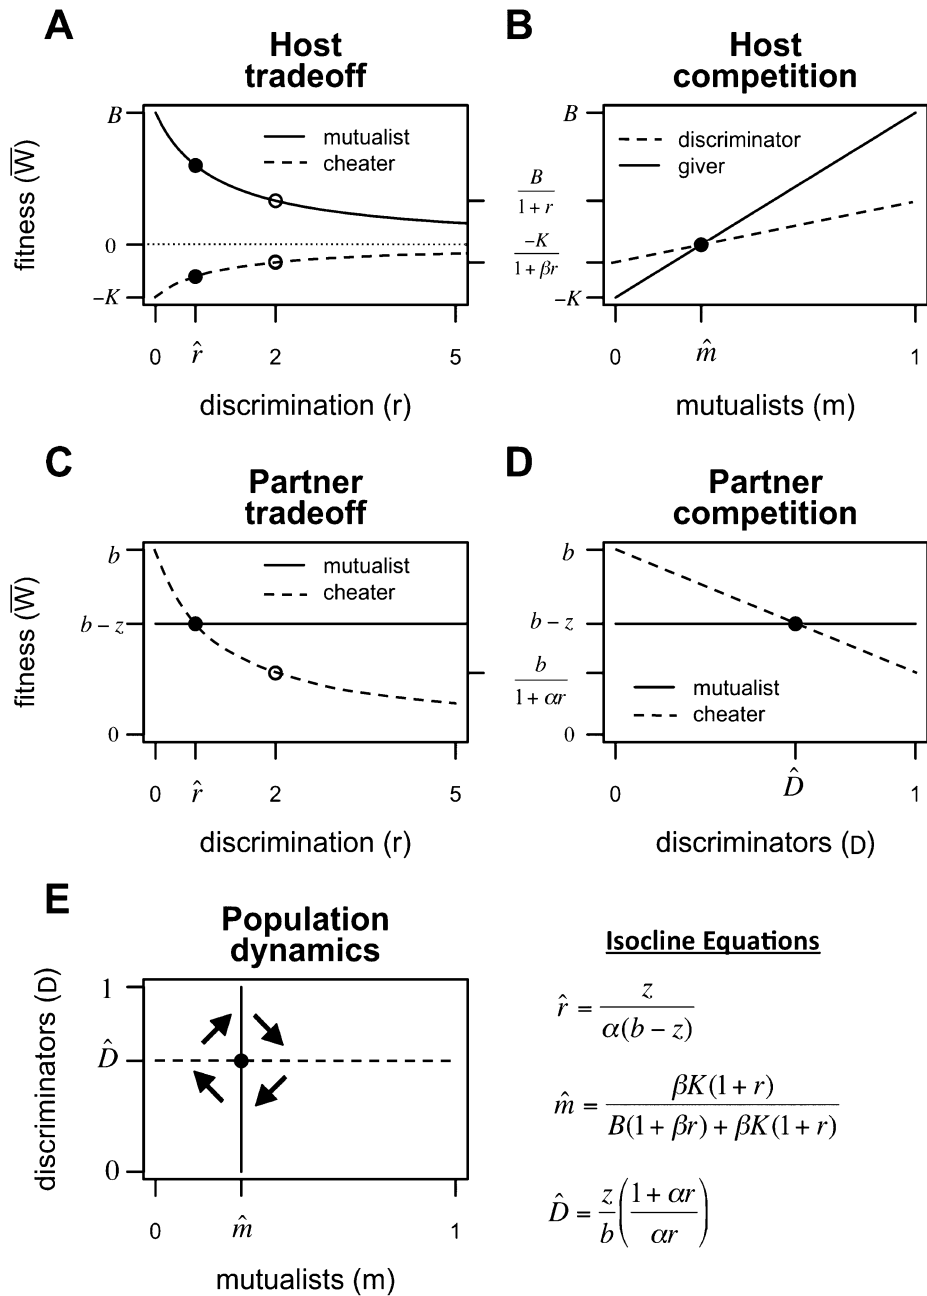 A
Host
tradeoff
fitness (W̅)
B
0
−K
mutualist
cheater
0
r̂
2
5
discrimination (r)
B
Host
competition
B
B/(1 + r)
−K/(1 + βr)
−K
discriminator
giver
0
m̂
1
mutualists (m)
C
Partner
tradeoff
fitness (W̅)
b
b − z
0
mutualist
cheater
0
r̂
2
5
discrimination (r)
D
Partner
competition
b
b − z
b/(1 + αr)
0
mutualist
cheater
0
D̂
1
discriminators (D)
E
Population
dynamics
discriminators (D)
1
D̂
0
0
m̂
1
mutualists (m)
Isocline Equations
r̂ = z/(α(b − z))
m̂ = βK(1 + r)/(B(1 + βr) + βK(1 + r))
D̂ = z/b((1 + αr)/αr)